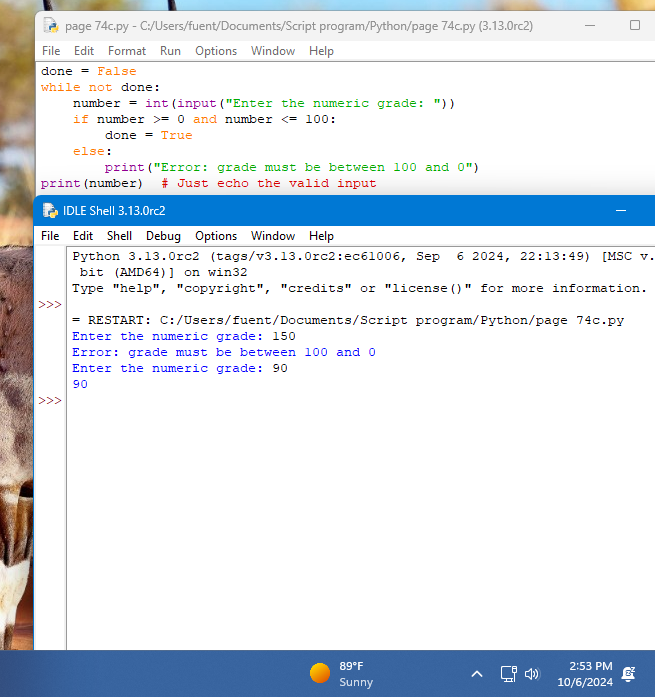 page 74c.py - C:/Users/fuent/Documents/Script program/Python/page 74c.py (3.13.0rc2)
File Edit Format Run Options Window Help
done = False
while not done:
    number = int(input("Enter the numeric grade: "))
    if number >= 0 and number <= 100:
        done = True
    else:
        print("Error: grade must be between 100 and 0")
print(number)  # Just echo the valid input
IDLE Shell 3.13.0rc2
File Edit Shell Debug Options Window Help
Python 3.13.0rc2 (tags/v3.13.0rc2:ec61006, Sep  6 2024, 22:13:49) [MSC v.
 bit (AMD64)] on win32
Type "help", "copyright", "credits" or "license()" for more information.
>>>
= RESTART: C:/Users/fuent/Documents/Script program/Python/page 74c.py
Enter the numeric grade: 150
Error: grade must be between 100 and 0
Enter the numeric grade: 90
90
>>>
89°F
Sunny
2:53 PM
10/6/2024